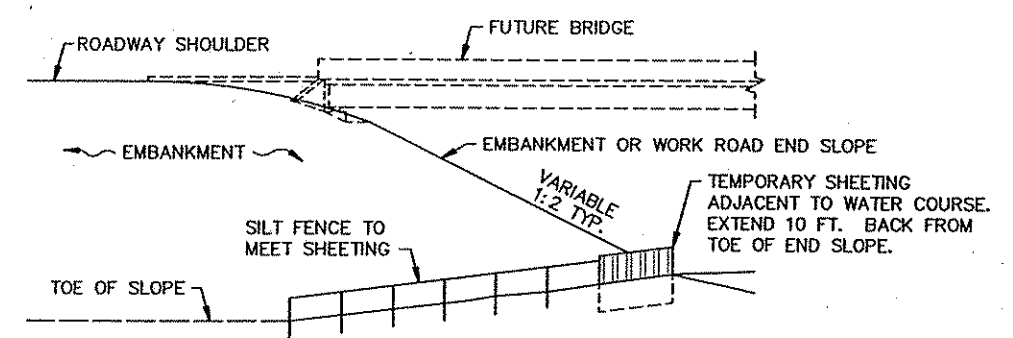 FUTURE BRIDGE
ROADWAY SHOULDER
EMBANKMENT
EMBANKMENT OR WORK ROAD END SLOPE
VARIABLE
1:2 TYP.
TEMPORARY SHEETING
ADJACENT TO WATER COURSE.
EXTEND 10 FT. BACK FROM
TOE OF END SLOPE.
SILT FENCE TO
MEET SHEETING
TOE OF SLOPE